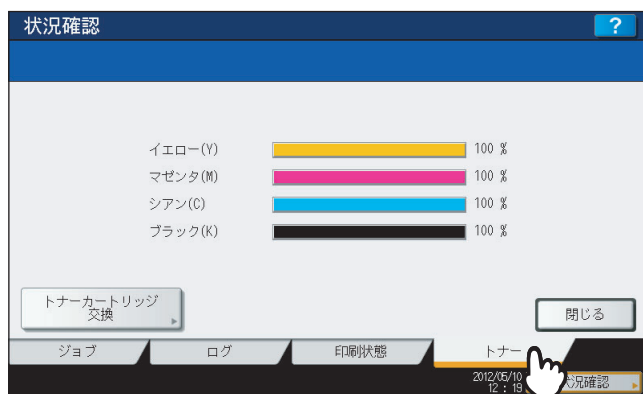 状況確認
?
イエロー(Y) 100 %
マゼンタ(M) 100 %
シアン(C) 100 %
ブラック(K) 100 %
トナーカートリッジ
交換
閉じる
ジョブ ログ 印刷状態 トナー
2012/05/10
12 : 19
状況確認